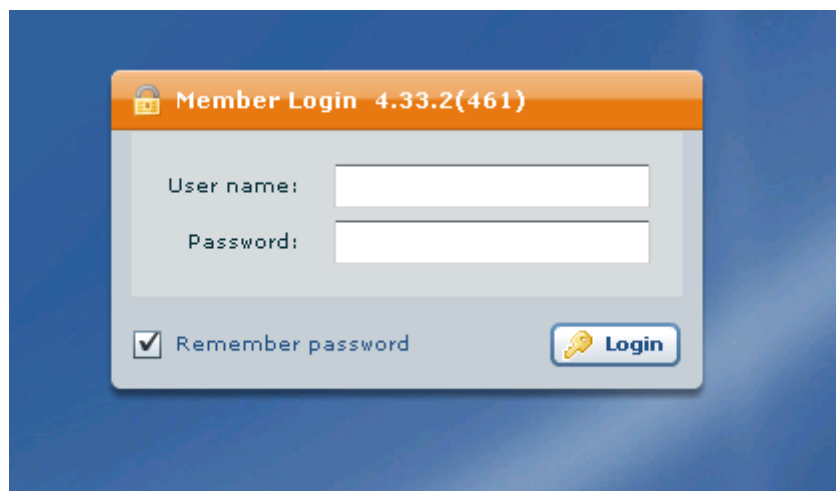 Member Login 4.33.2(461)
User name:
Password:
Remember password
Login